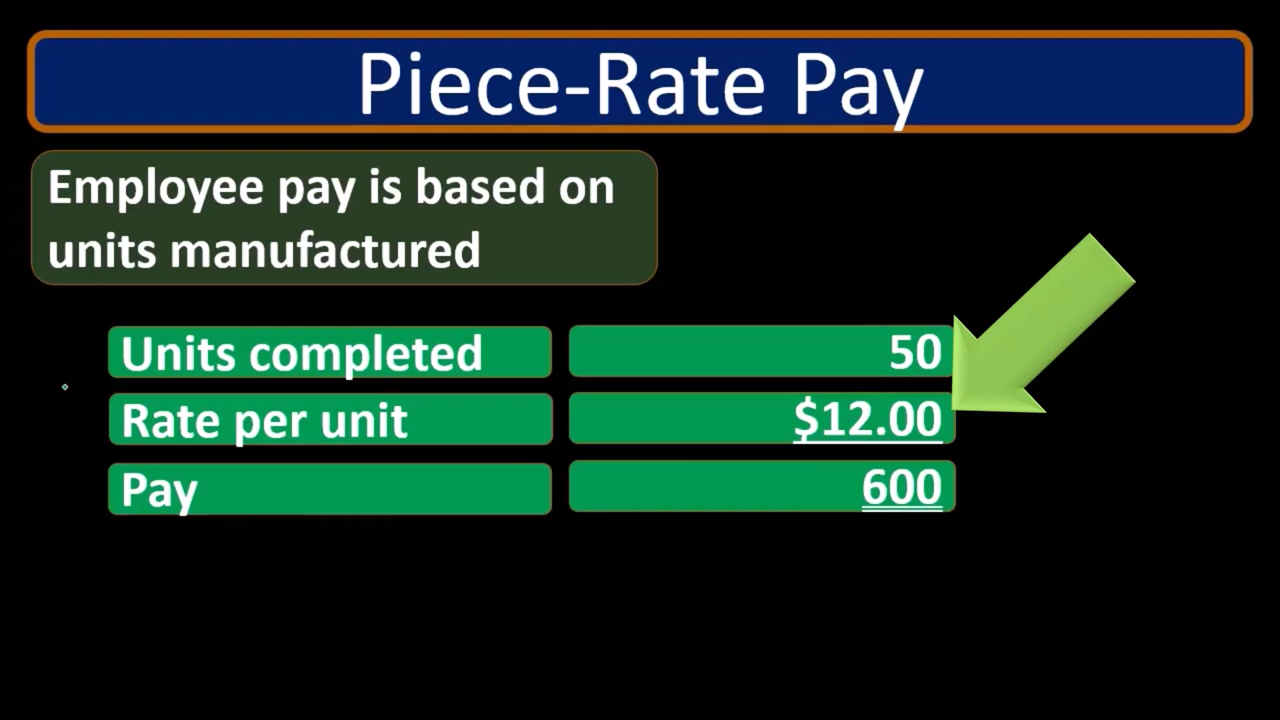 Piece-Rate Pay
Employee pay is based on
units manufactured
Units completed 50
Rate per unit $12.00
Pay 600